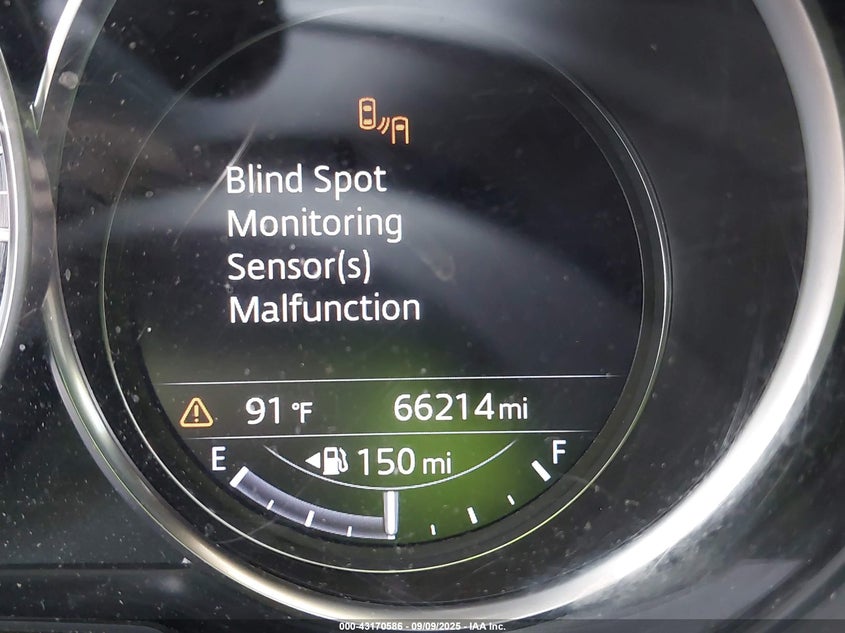 Blind Spot
Monitoring
Sensor(s)
Malfunction
91 °F 66214 mi
E 150 mi F
000-43170586 - 09/09/2025 - IAA Inc.